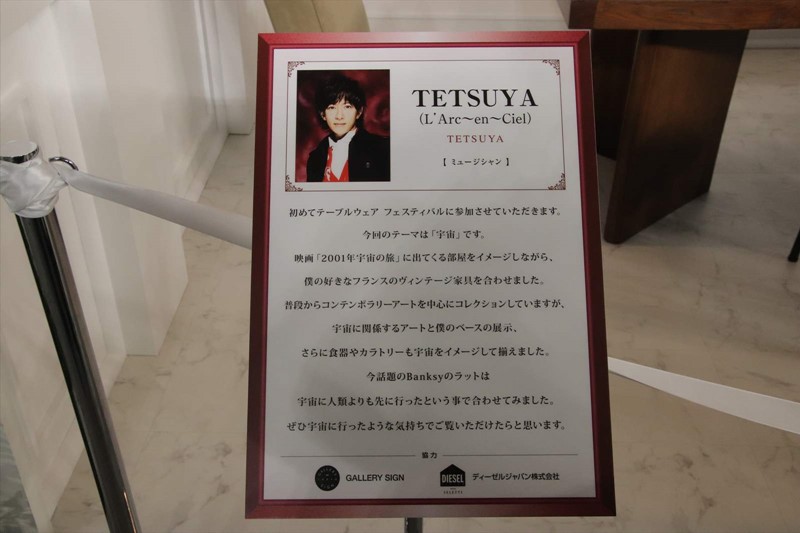 TETSUYA
(L'Arc～en～Ciel)
TETSUYA
【 ミュージシャン 】
初めてテーブルウェア フェスティバルに参加させていただきます。
今回のテーマは「宇宙」です。
映画「2001年宇宙の旅」に出てくる部屋をイメージしながら、
僕の好きなフランスのヴィンテージ家具を合わせました。
普段からコンテンポラリーアートを中心にコレクションしていますが、
宇宙に関係するアートと僕のベースの展示、
さらに食器やカラトリーも宇宙をイメージして揃えました。
今話題のBanksyのラットは
宇宙に人類よりも先に行ったという事で合わせてみました。
ぜひ宇宙に行ったような気持ちでご覧いただけたらと思います。
協力
GALLERY SIGN
DIESEL
ディーゼルジャパン株式会社